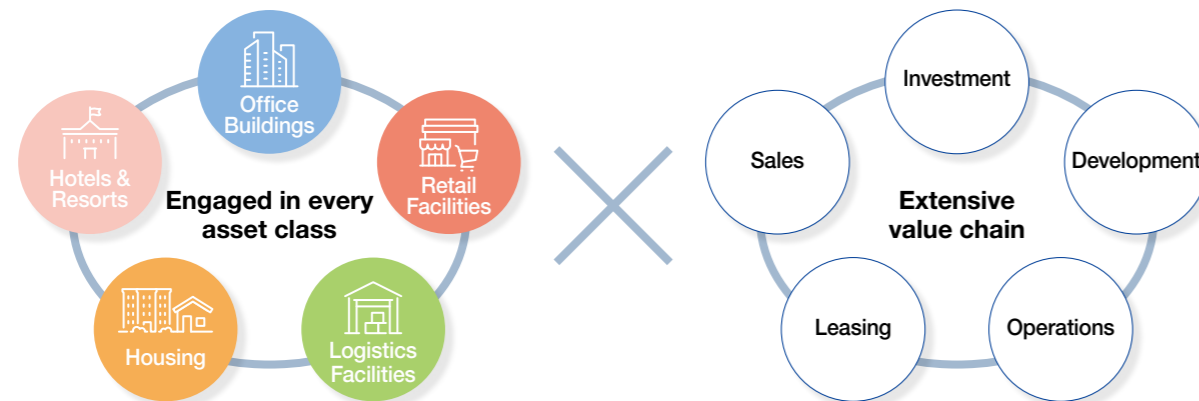 Office
Buildings
Hotels &
Resorts
Retail
Facilities
Engaged in every
asset class
Housing
Logistics
Facilities
Investment
Sales
Development
Extensive
value chain
Leasing
Operations